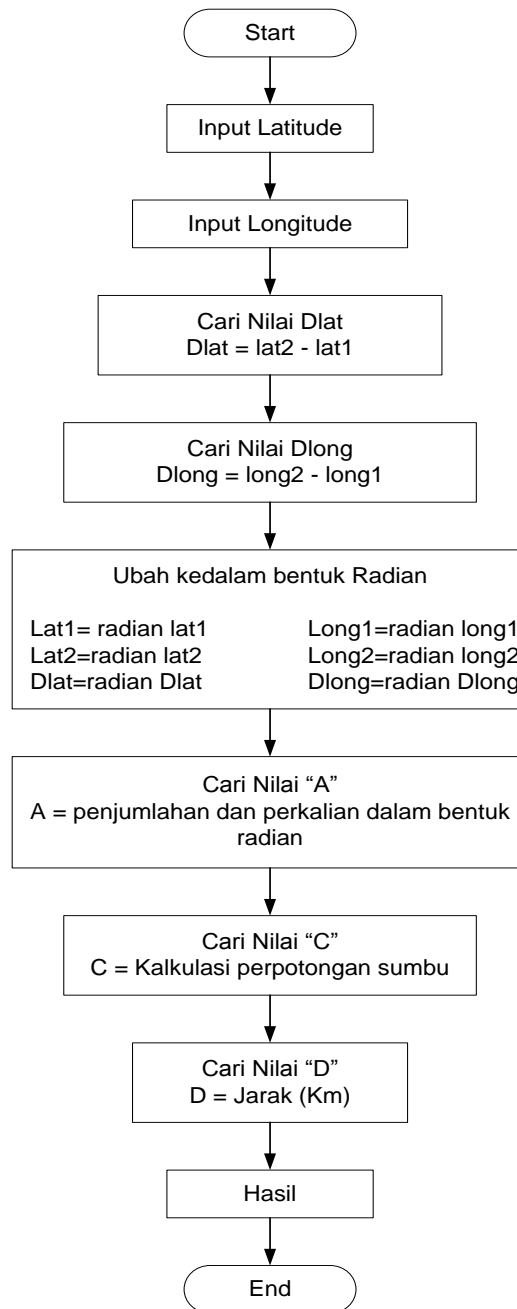 Start
Input Latitude
Input Longitude
Cari Nilai Dlat
Dlat = lat2 - lat1
Cari Nilai Dlong
Dlong = long2 - long1
Ubah kedalam bentuk Radian
Lat1= radian lat1 Long1=radian long1
Lat2=radian lat2 Long2=radian long2
Dlat=radian Dlat Dlong=radian Dlong
Cari Nilai “A”
A = penjumlahan dan perkalian dalam bentuk
radian
Cari Nilai “C”
C = Kalkulasi perpotongan sumbu
Cari Nilai “D”
D = Jarak (Km)
Hasil
End